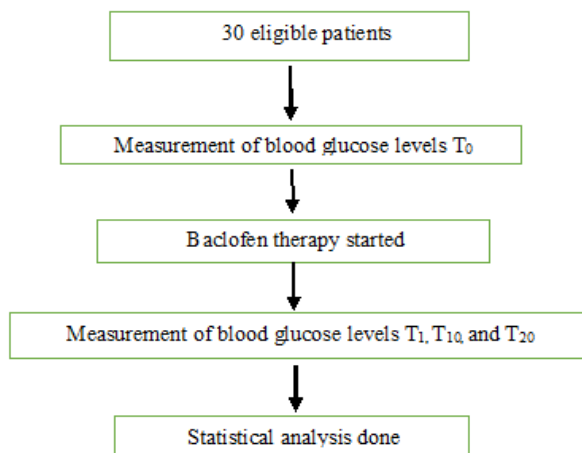 30 eligible patients
Measurement of blood glucose levels T₀
Baclofen therapy started
Measurement of blood glucose levels T₁, T₁₀, and T₂₀
Statistical analysis done